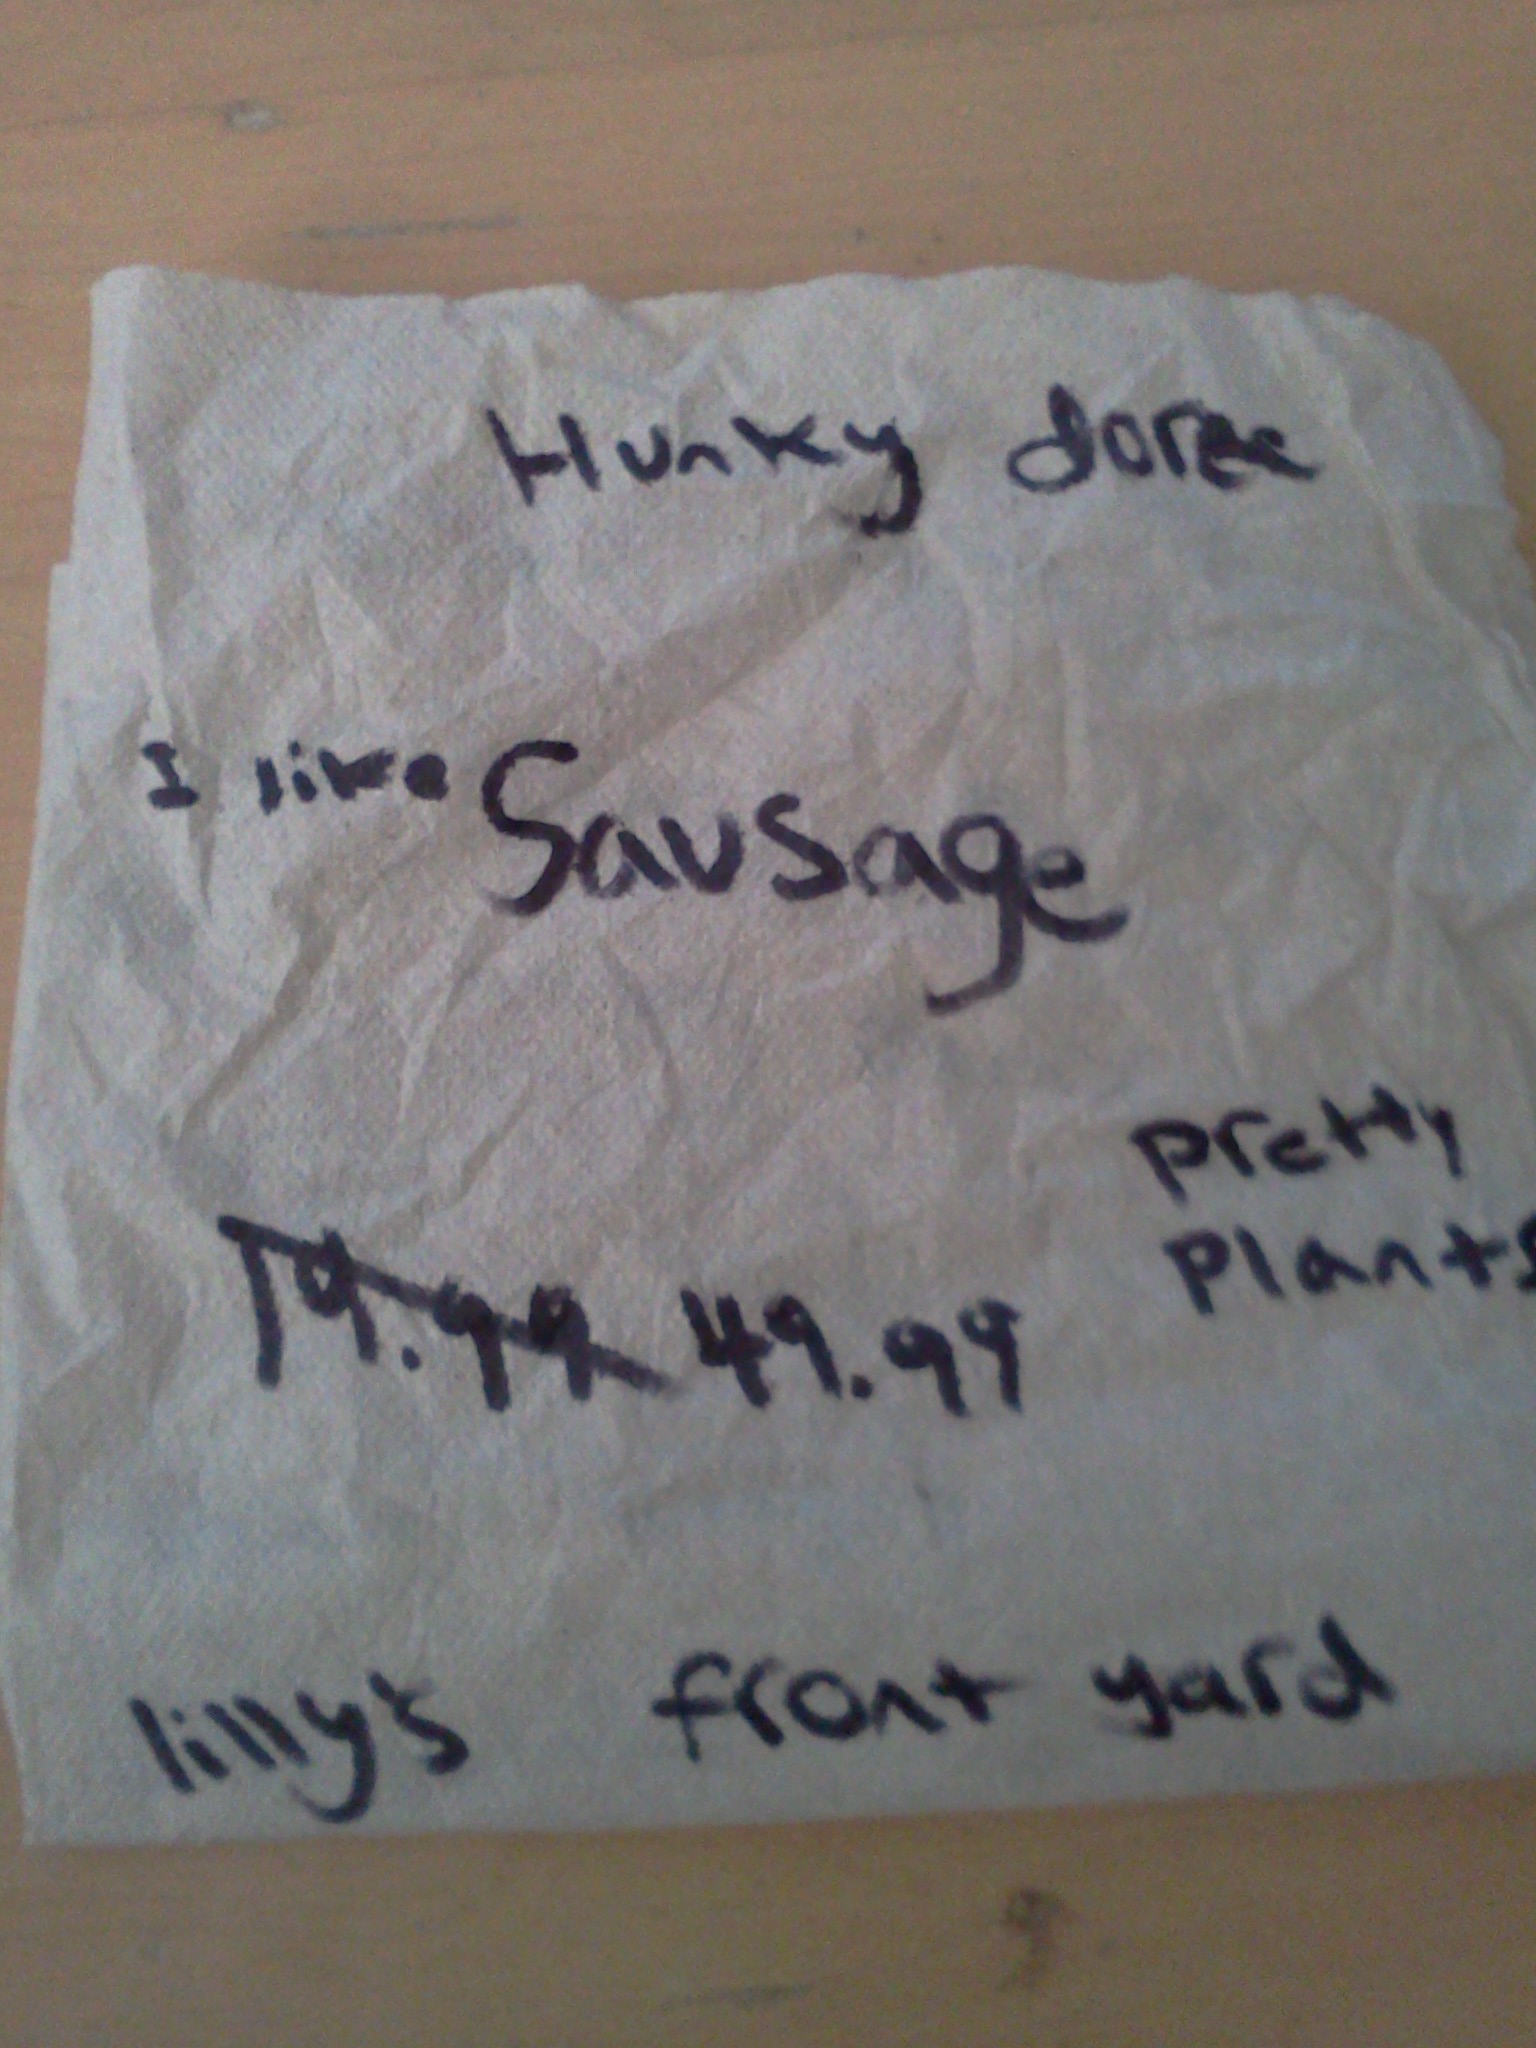 Hunky doree
I like Sausage
pretty
plants
19.99 49.99
lilly's front yard